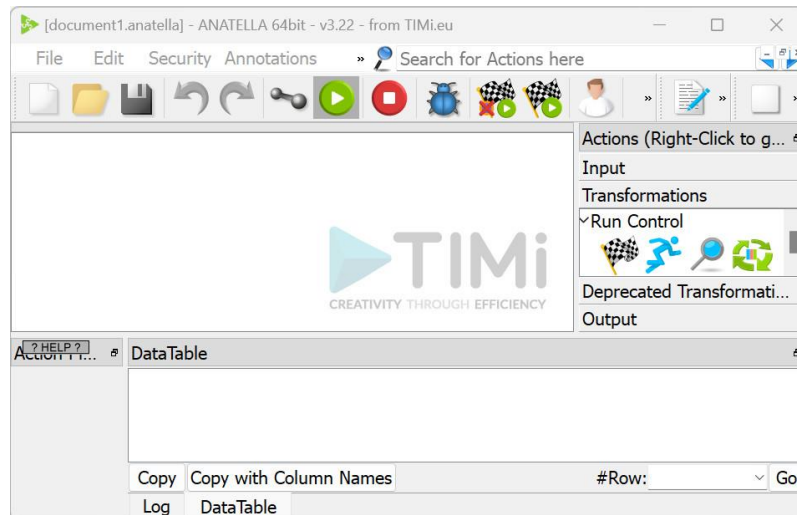 [document1.anatella] - ANATELLA 64bit - v3.22 - from TIMi.eu
File Edit Security Annotations » Search for Actions here
Actions (Right-Click to g...
Input
Transformations
Run Control
TIMi
CREATIVITY THROUGH EFFICIENCY
Deprecated Transformati...
Output
? HELP ?
DataTable
Copy Copy with Column Names #Row: Go
Log DataTable